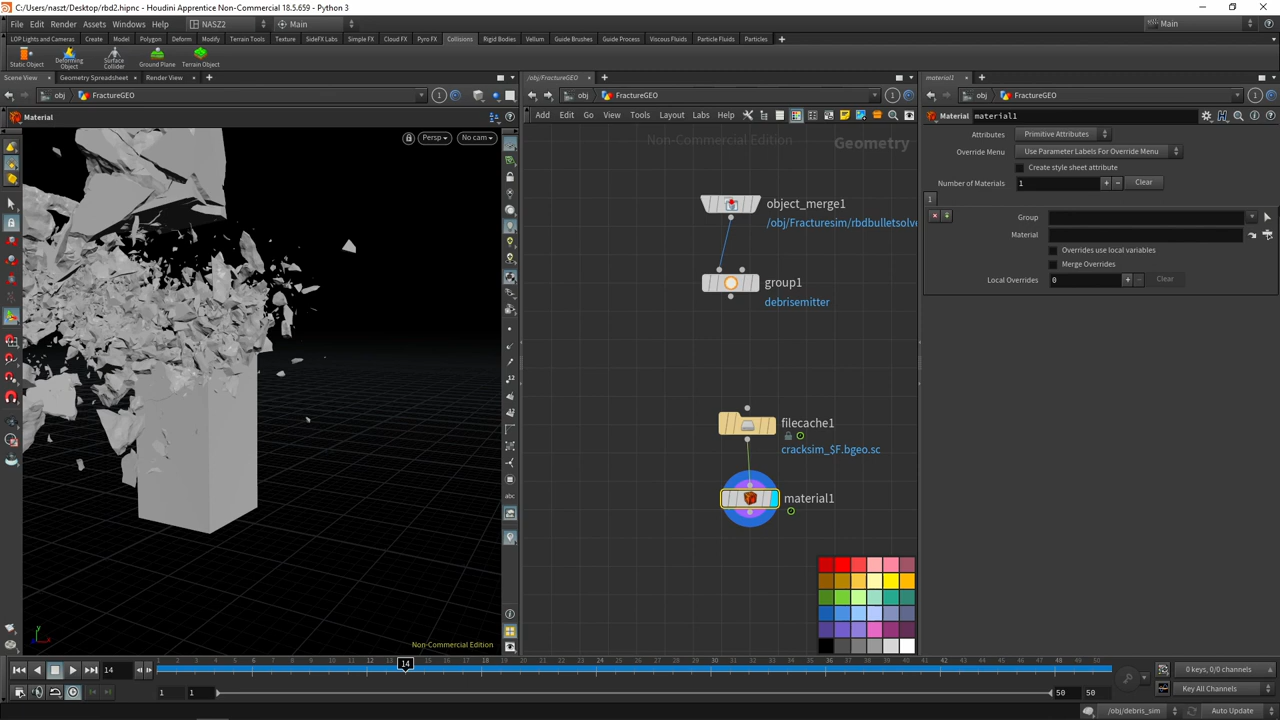 C:/Users/naszt/Desktop/rbd2.hipnc - Houdini Apprentice Non-Commercial 18.5.659 - Python 3
File Edit Render Assets Windows Help NASZ2 Main Main
LOP Lights and Cameras Create Model Polygon Deform Modify Terrain Tools Texture SideFX Labs Simple FX Cloud FX Pyro FX Collisions Rigid Bodies Vellum Guide Brushes Guide Process Viscous Fluids Particle Fluids Particles
Static Object Deforming Object Surface Collider Ground Plane Terrain Object
Scene View Geometry Spreadsheet Render View
obj FractureGEO 1
Material
Persp No cam
Non-Commercial Edition
/obj/FractureGEO
obj FractureGEO 1
Add Edit Go View Tools Layout Labs Help
Non-Commercial Edition Geometry
object_merge1
/obj/Fracturesim/rbdbulletsolve
group1
debrisemitter
filecache1
cracksim_$F.bgeo.sc
material1
material1
obj FractureGEO 1
Material material1
Attributes Primitive Attributes
Override Menu Use Parameter Labels For Override Menu
Create style sheet attribute
Number of Materials 1 + − Clear
1
Group
Material
Overrides use local variables
Merge Overrides
Local Overrides 0 + Clear
14
14
0 keys, 0/0 channels
1 1 50 50
Key All Channels
/obj/debris_sim Auto Update